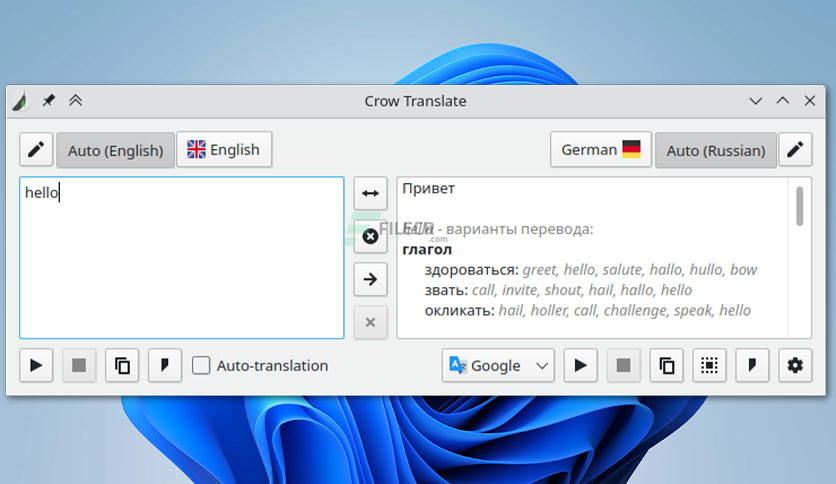 Crow Translate
Auto (English) English German Auto (Russian)
hello
Привет
hello - варианты перевода:
FILECR
.com
глагол
здороваться: greet, hello, salute, hallo, hullo, bow
звать: call, invite, shout, hail, hallo, hello
окликать: hail, holler, call, challenge, speak, hello
Auto-translation Google